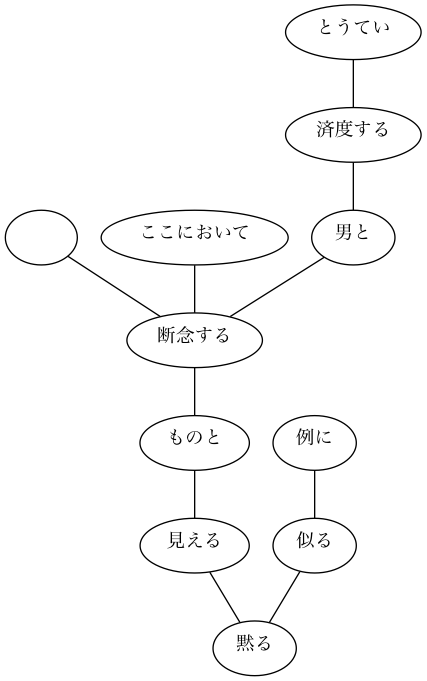 とうてい
済度する
ここにおいて
男と
断念する
ものと
例に
見える
似る
黙る